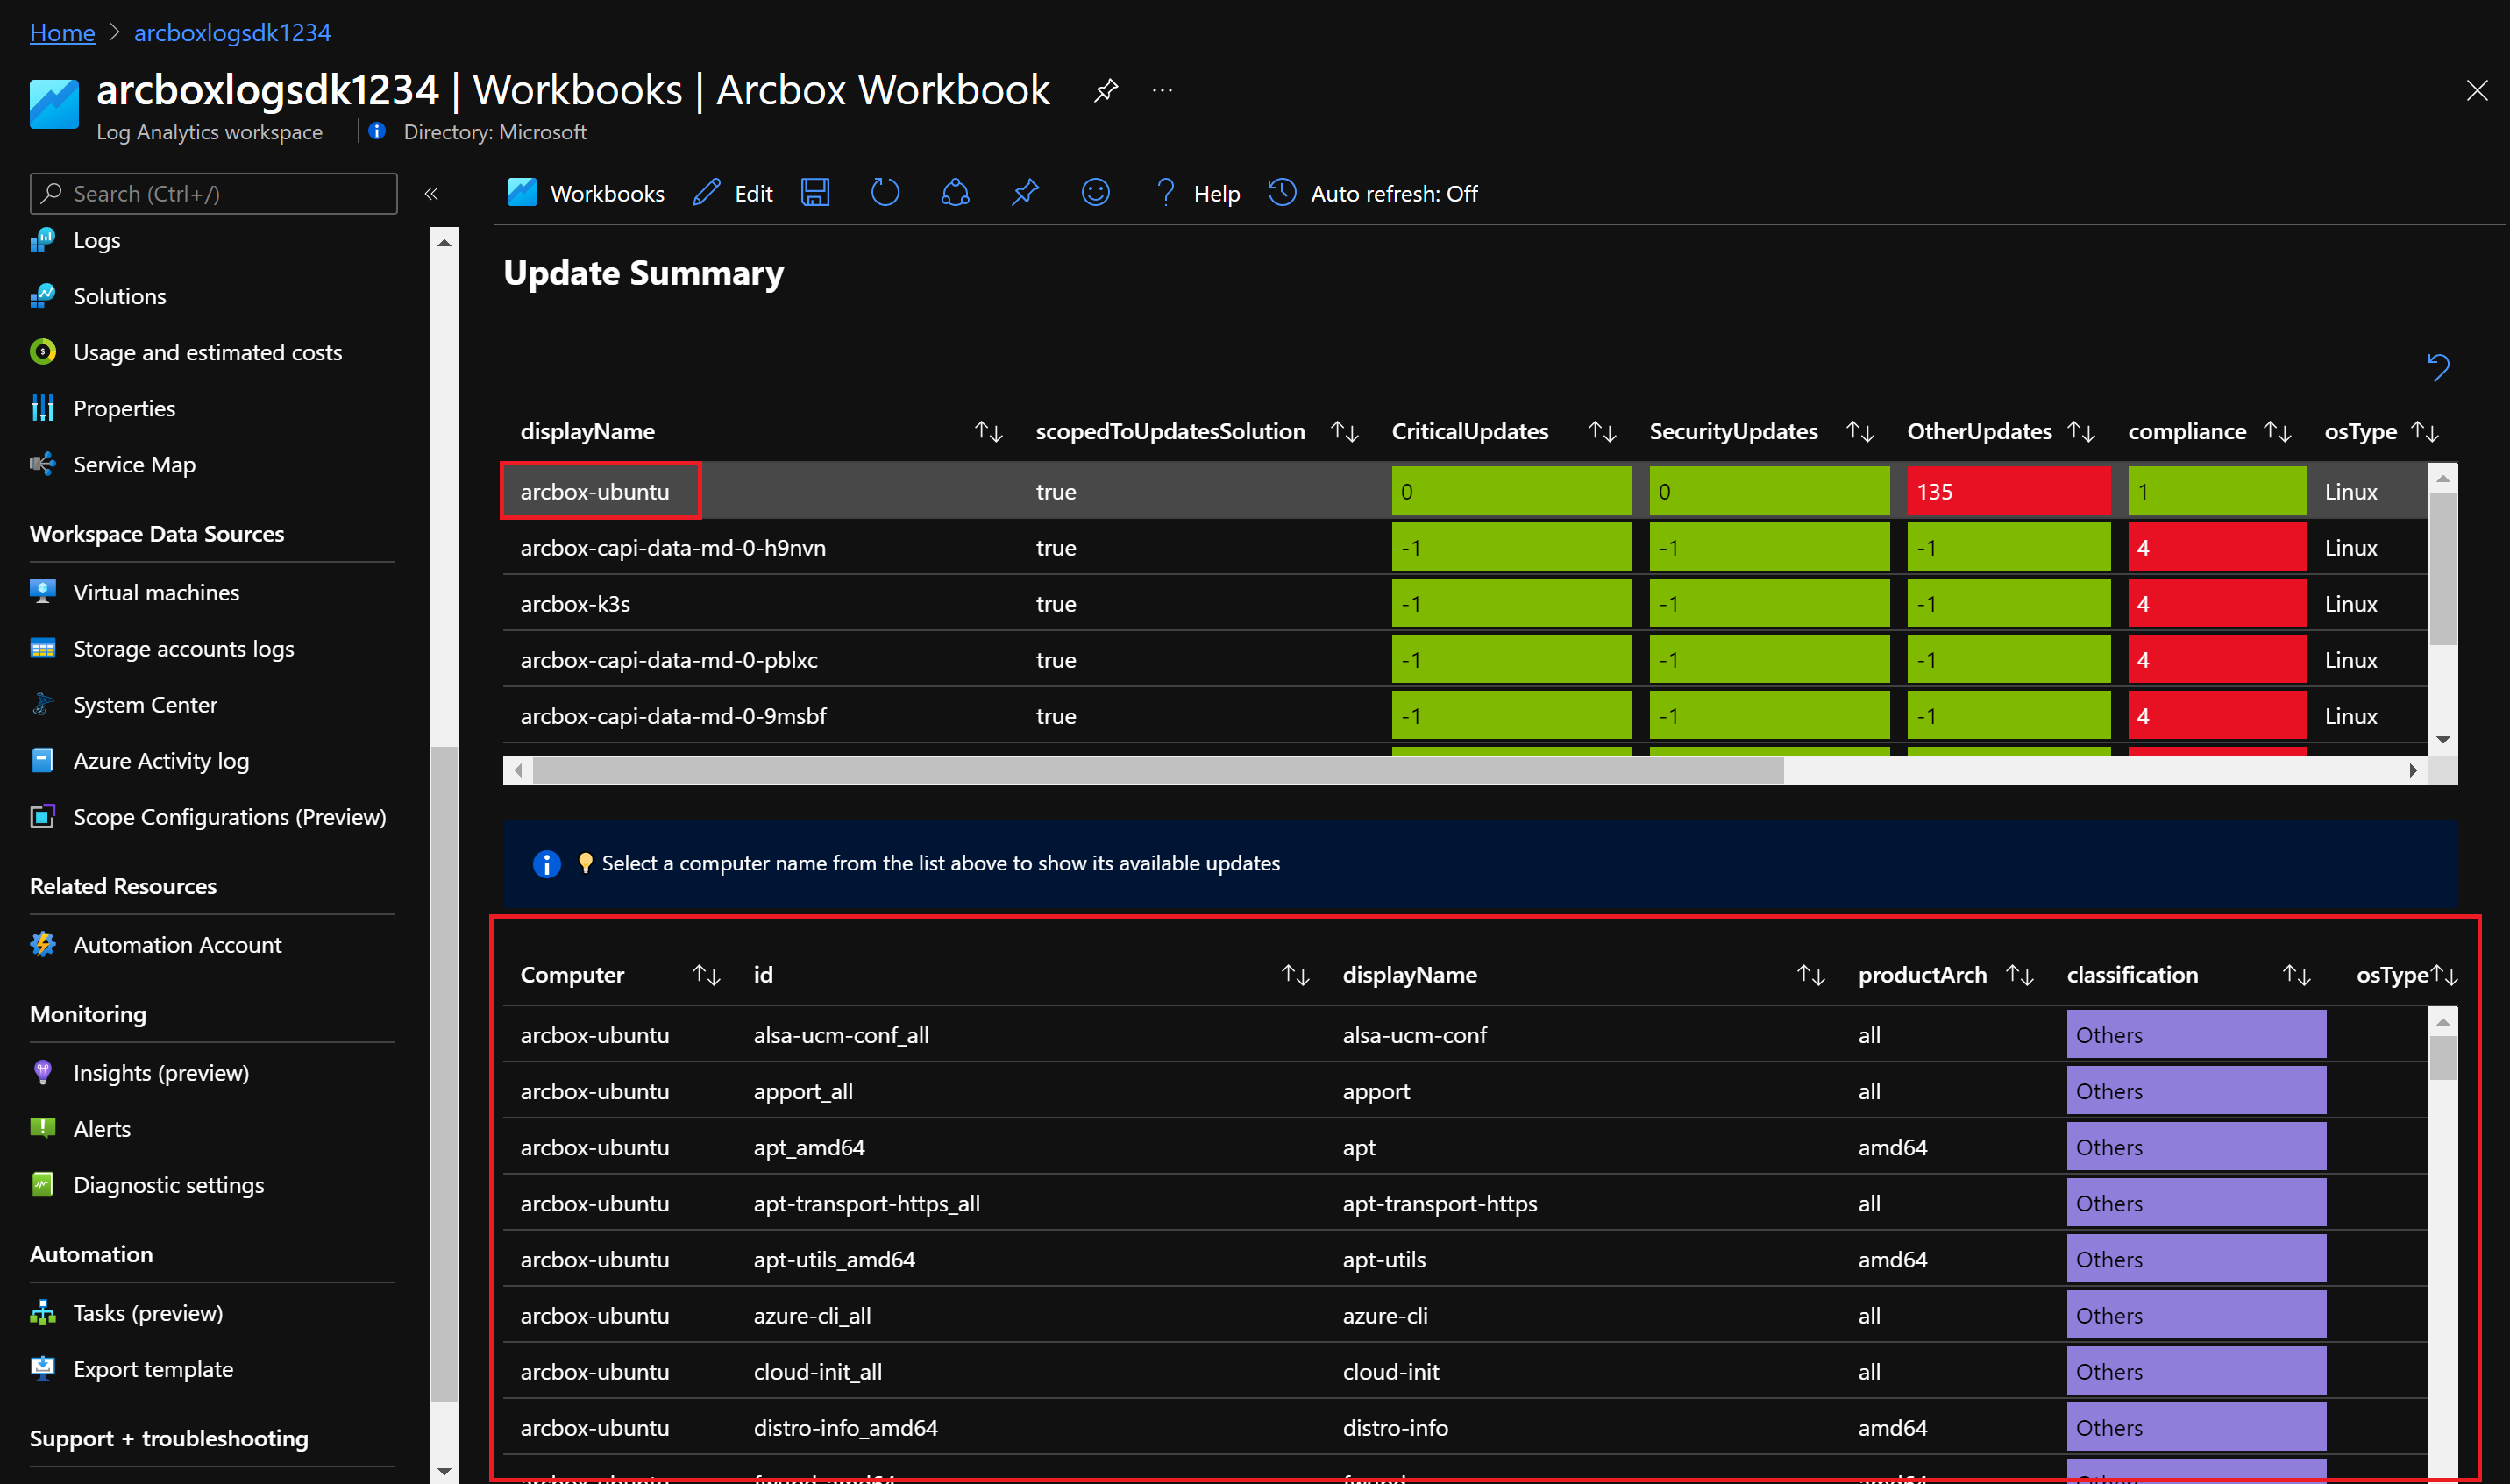 Home > arcboxlogsdk1234
arcboxlogsdk1234 | Workbooks | Arcbox Workbook ...
Log Analytics workspace | Directory: Microsoft
Search (Ctrl+/) «
Logs
Solutions
Usage and estimated costs
Properties
Service Map
Workspace Data Sources
Virtual machines
Storage accounts logs
System Center
Azure Activity log
Scope Configurations (Preview)
Related Resources
Automation Account
Monitoring
Insights (preview)
Alerts
Diagnostic settings
Automation
Tasks (preview)
Export template
Support + troubleshooting
Workbooks Edit Help Auto refresh: Off
Update Summary
displayName scopedToUpdatesSolution CriticalUpdates SecurityUpdates OtherUpdates compliance osType
arcbox-ubuntu true 0 0 135 1 Linux
arcbox-capi-data-md-0-h9nvn true -1 -1 -1 4 Linux
arcbox-k3s true -1 -1 -1 4 Linux
arcbox-capi-data-md-0-pblxc true -1 -1 -1 4 Linux
arcbox-capi-data-md-0-9msbf true -1 -1 -1 4 Linux
Select a computer name from the list above to show its available updates
Computer id displayName productArch classification osType
arcbox-ubuntu alsa-ucm-conf_all alsa-ucm-conf all Others
arcbox-ubuntu apport_all apport all Others
arcbox-ubuntu apt_amd64 apt amd64 Others
arcbox-ubuntu apt-transport-https_all apt-transport-https all Others
arcbox-ubuntu apt-utils_amd64 apt-utils amd64 Others
arcbox-ubuntu azure-cli_all azure-cli all Others
arcbox-ubuntu cloud-init_all cloud-init all Others
arcbox-ubuntu distro-info_amd64 distro-info amd64 Others